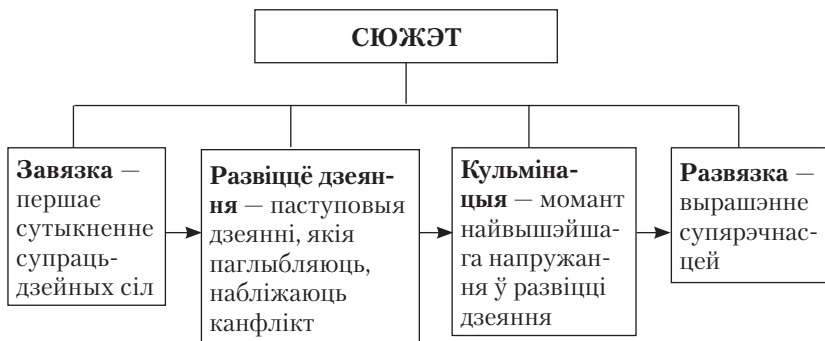 СЮЖЭТ
Завязка —
першае
сутыкненне
супраць-
дзейных сіл
Развіццё дзеян-
ня — паступовыя
дзеянні, якія
паглыбляюць,
набліжаюць
канфлікт
Кульміна-
цыя — момант
найвышэйша-
га напружан-
ня ў развіцці
дзеяння
Развязка —
вырашэнне
супярэчнас-
цей